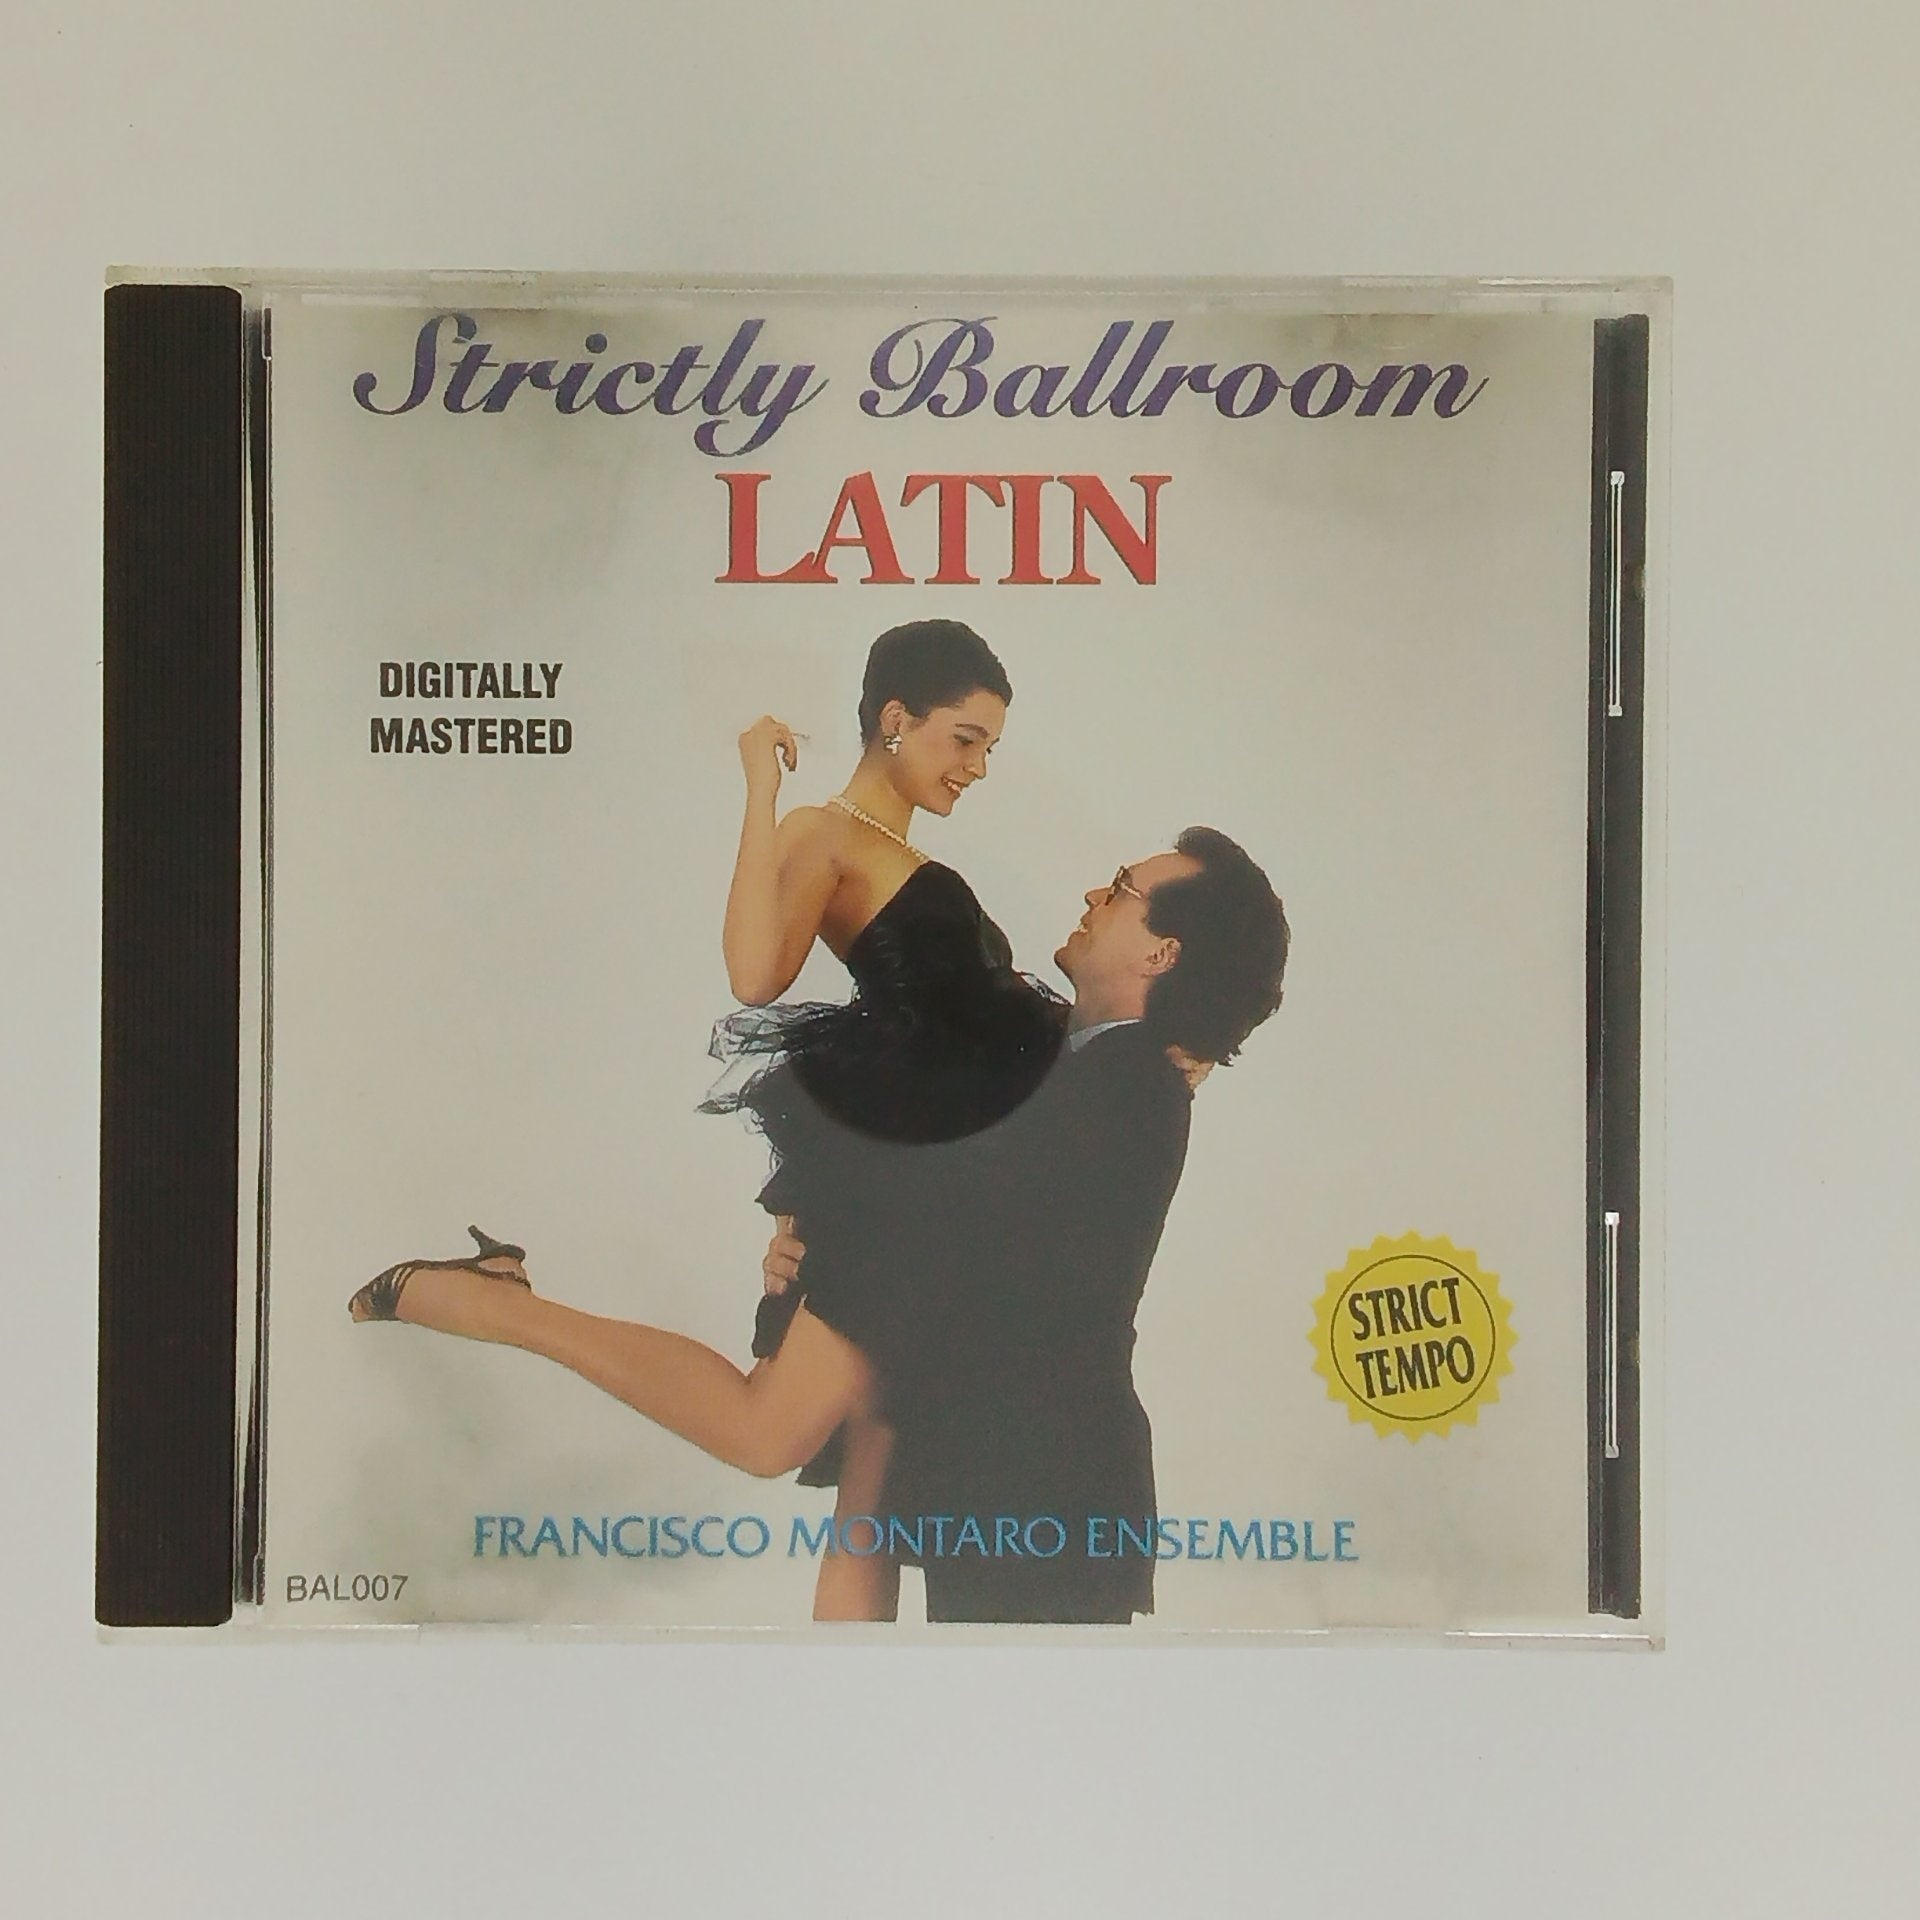 Strictly Ballroom
LATIN
DIGITALLY
MASTERED
STRICT
TEMPO
FRANCISCO MONTARO ENSEMBLE
BAL007